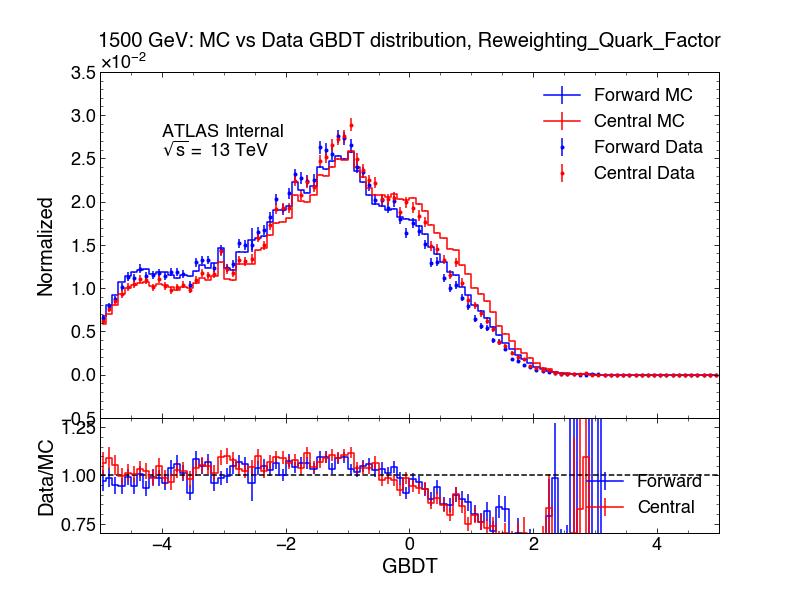 1500 GeV: MC vs Data GBDT distribution, Reweighting_Quark_Factor
×10⁻²
3.5
3.0
2.5
2.0
1.5
1.0
0.5
0.0
−0.5
Normalized
ATLAS Internal
√s = 13 TeV
Forward MC
Central MC
Forward Data
Central Data
1.25
1.00
0.75
Data/MC
Forward
Central
−4
−2
0
2
4
GBDT